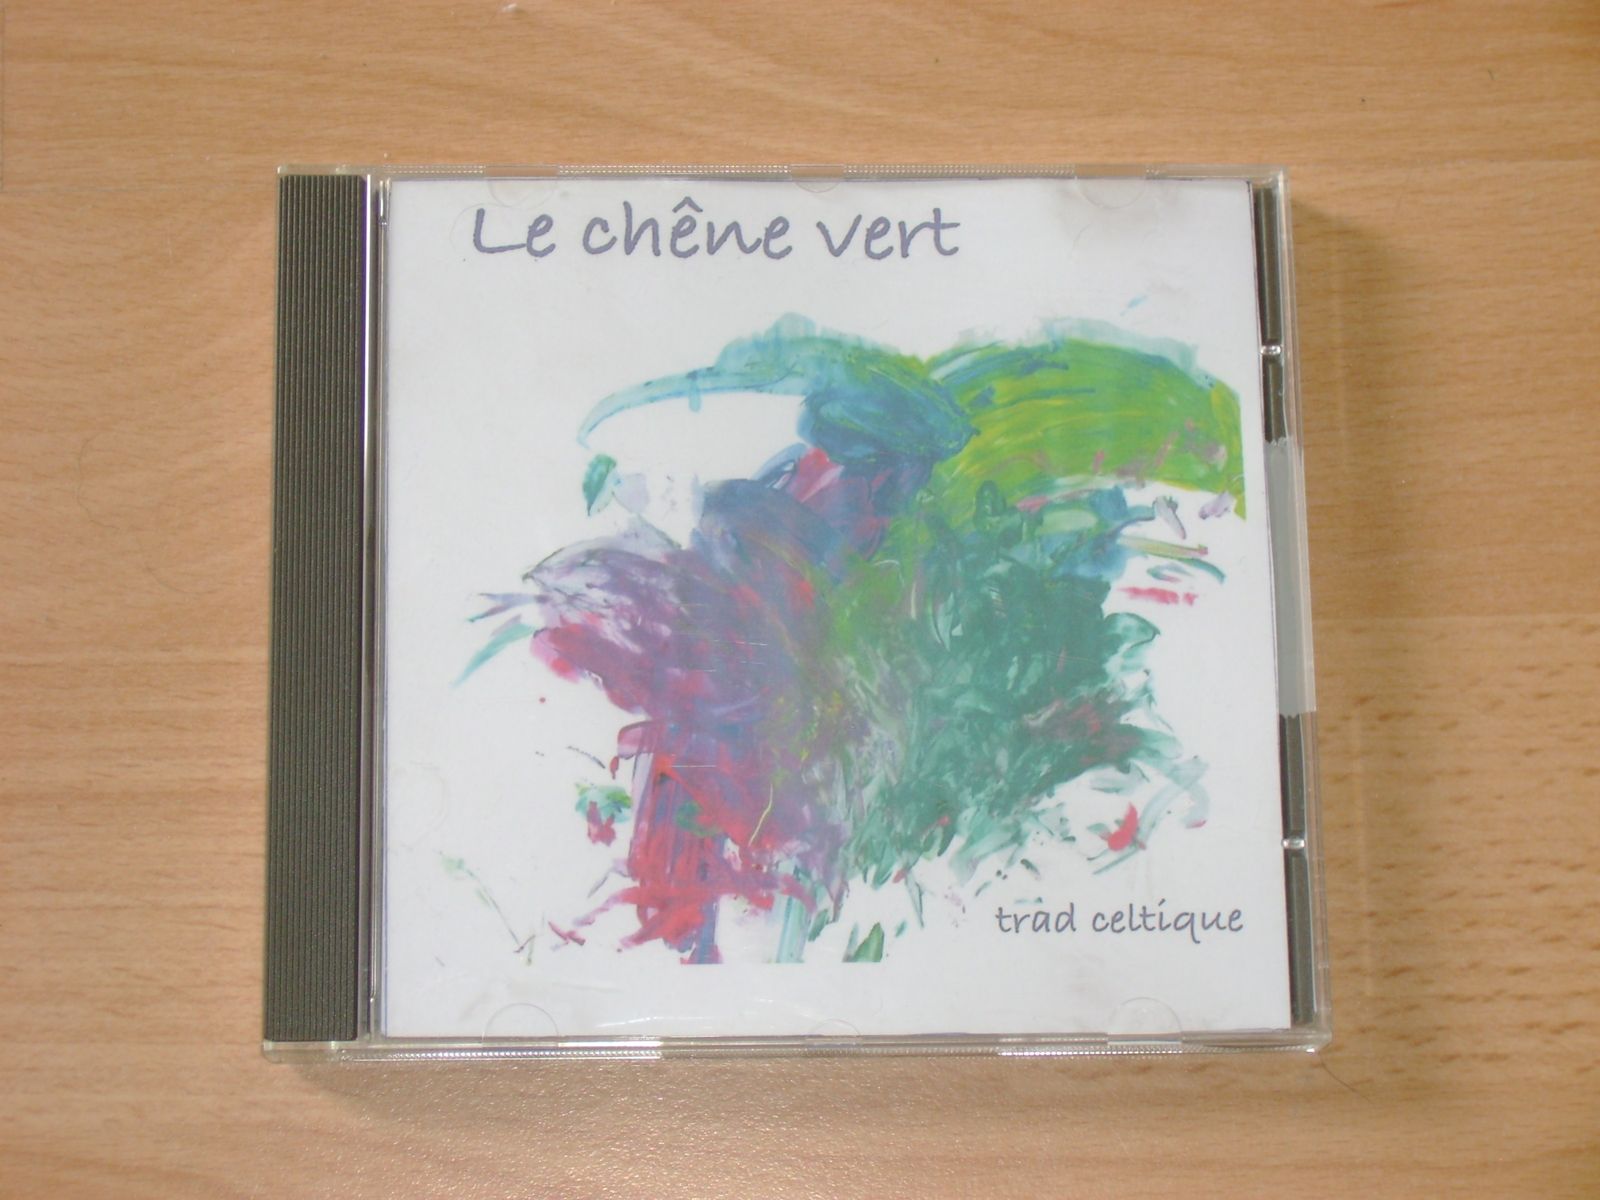 Le chêne vert
trad celtique